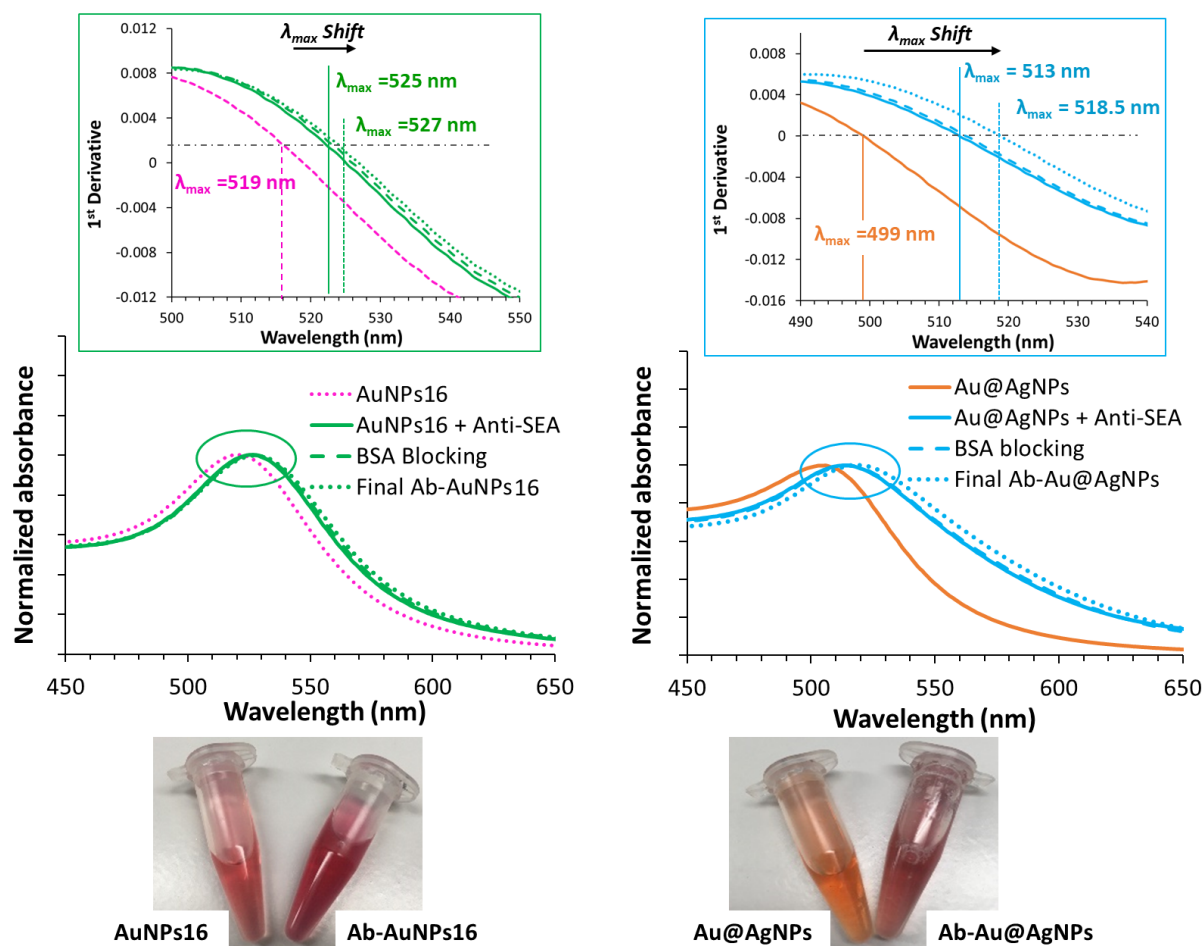 λmax Shift
λmax =525 nm
λmax =527 nm
λmax =519 nm
0.012
0.008
0.004
0
-0.004
-0.008
-0.012
1st Derivative
500 510 520 530 540 550
Wavelength (nm)
AuNPs16
AuNPs16 + Anti-SEA
BSA Blocking
Final Ab-AuNPs16
Normalized absorbance
450 500 550 600 650
Wavelength (nm)
AuNPs16
Ab-AuNPs16
λmax Shift
λmax =513 nm
λmax =518.5 nm
λmax =499 nm
0.008
0.004
0
-0.004
-0.008
-0.012
-0.016
1st Derivative
490 500 510 520 530 540
Wavelength (nm)
Au@AgNPs
Au@AgNPs + Anti-SEA
BSA blocking
Final Ab-Au@AgNPs
Normalized absorbance
450 500 550 600 650
Wavelength (nm)
Au@AgNPs
Ab-Au@AgNPs